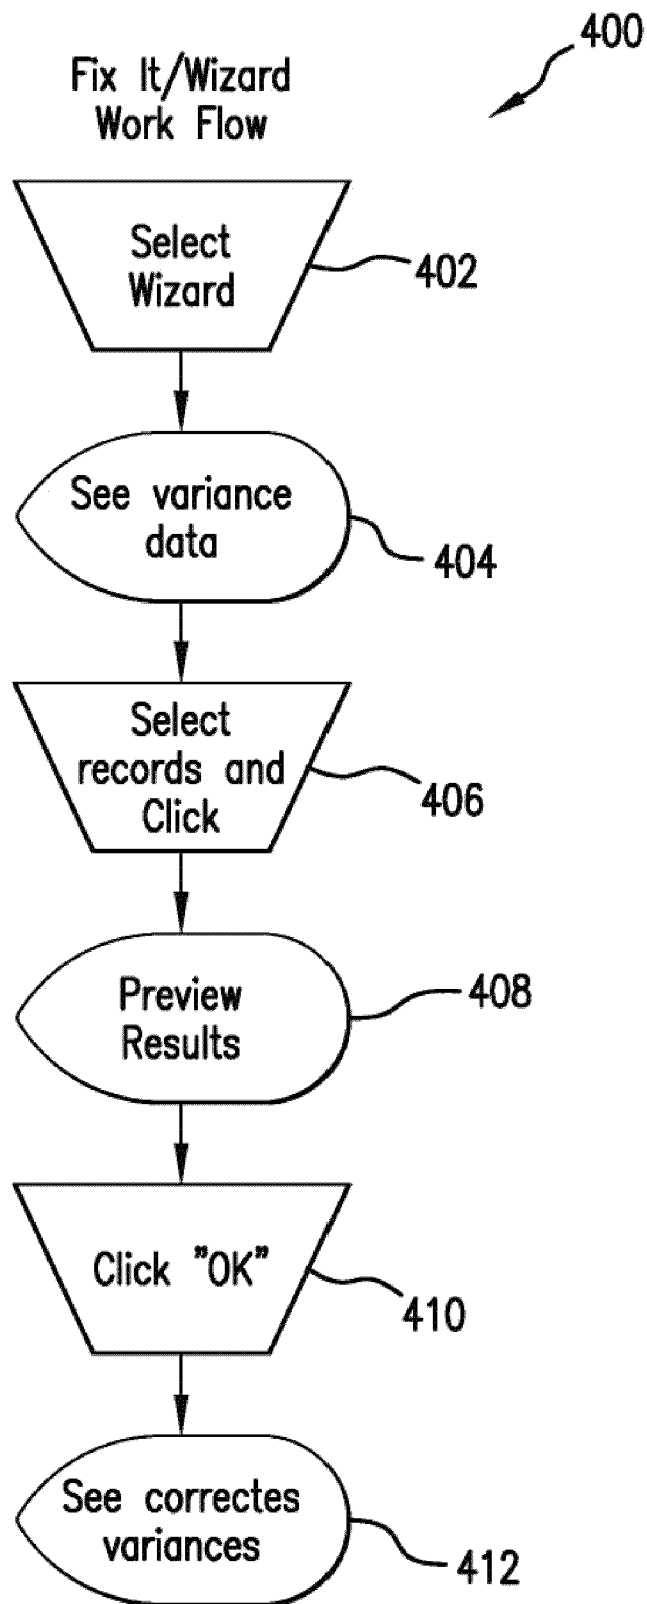 400
Fix It/Wizard
Work Flow
Select
Wizard
402
See variance
data
404
Select
records and
Click
406
Preview
Results
408
Click "OK"
410
See correctes
variances
412